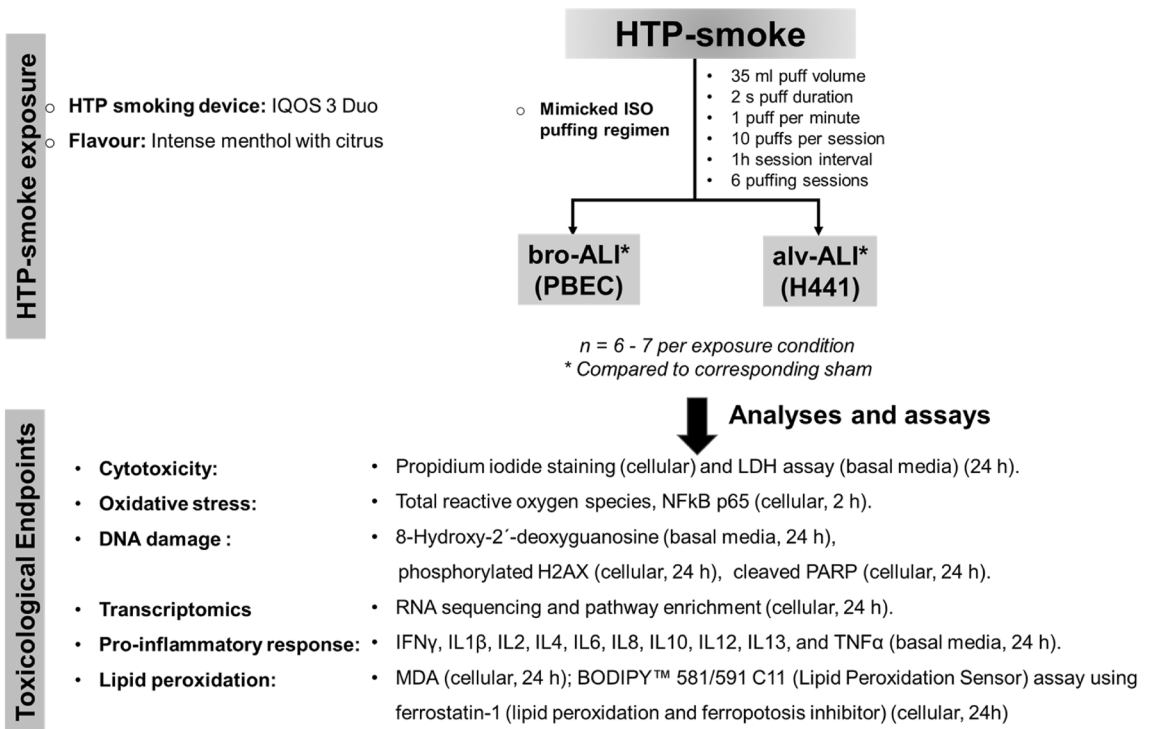 HTP-smoke
HTP-smoke exposure
○ HTP smoking device: IQOS 3 Duo
○ Flavour: Intense menthol with citrus
○ Mimicked ISO
puffing regimen
• 35 ml puff volume
• 2 s puff duration
• 1 puff per minute
• 10 puffs per session
• 1h session interval
• 6 puffing sessions
bro-ALI*
(PBEC)
alv-ALI*
(H441)
n = 6 - 7 per exposure condition
* Compared to corresponding sham
Analyses and assays
Toxicological Endpoints
• Cytotoxicity: • Propidium iodide staining (cellular) and LDH assay (basal media) (24 h).
• Oxidative stress: • Total reactive oxygen species, NFkB p65 (cellular, 2 h).
• DNA damage : • 8-Hydroxy-2´-deoxyguanosine (basal media, 24 h),
phosphorylated H2AX (cellular, 24 h), cleaved PARP (cellular, 24 h).
• Transcriptomics • RNA sequencing and pathway enrichment (cellular, 24 h).
• Pro-inflammatory response: • IFNγ, IL1β, IL2, IL4, IL6, IL8, IL10, IL12, IL13, and TNFα (basal media, 24 h).
• Lipid peroxidation: • MDA (cellular, 24 h); BODIPY™ 581/591 C11 (Lipid Peroxidation Sensor) assay using
ferrostatin-1 (lipid peroxidation and ferropotosis inhibitor) (cellular, 24h)